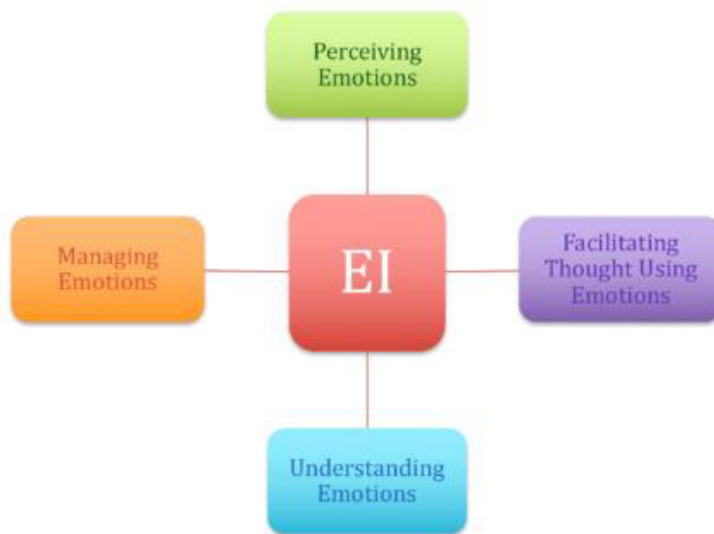 Perceiving
Emotions
Managing
Emotions
EI
Facilitating
Thought Using
Emotions
Understanding
Emotions